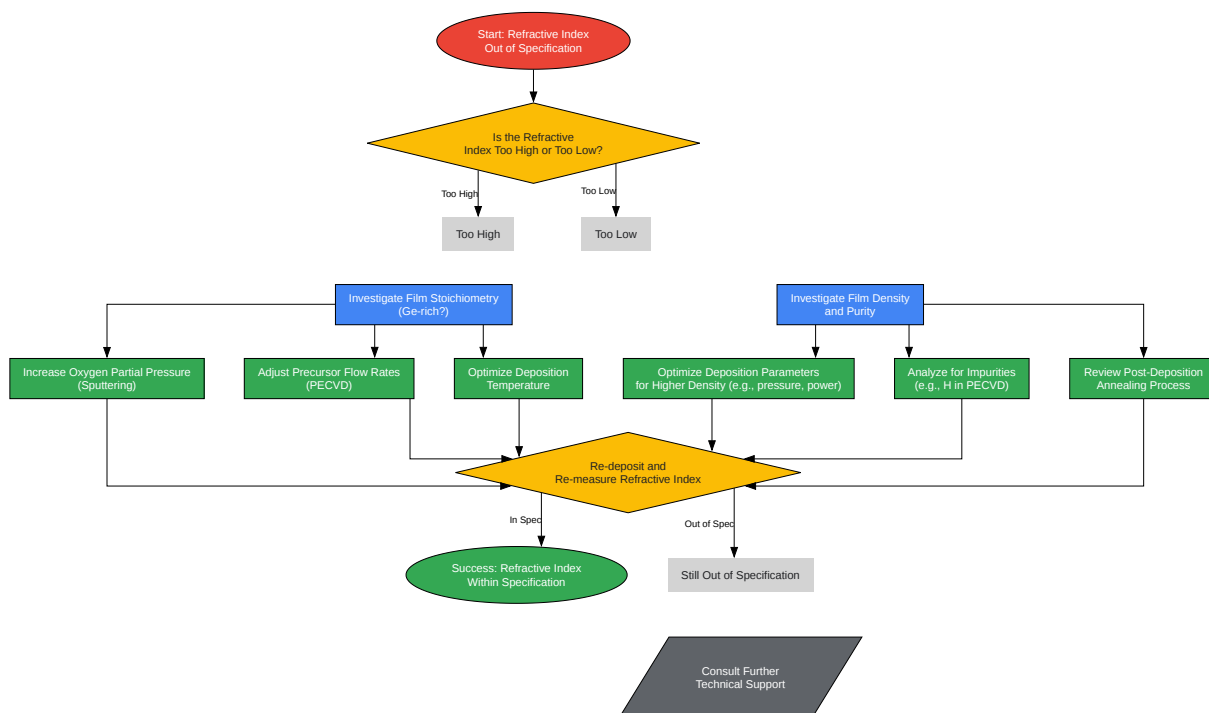 Start: Refractive Index
Out of Specification
Is the Refractive
Index Too High or Too Low?
Too High
Too Low
Too High
Too Low
Investigate Film Stoichiometry
(Ge-rich?)
Investigate Film Density
and Purity
Increase Oxygen Partial Pressure
(Sputtering)
Adjust Precursor Flow Rates
(PECVD)
Optimize Deposition
Temperature
Optimize Deposition Parameters
for Higher Density (e.g., pressure, power)
Analyze for Impurities
(e.g., H in PECVD)
Review Post-Deposition
Annealing Process
Re-deposit and
Re-measure Refractive Index
In Spec
Out of Spec
Success: Refractive Index
Within Specification
Still Out of Specification
Consult Further
Technical Support